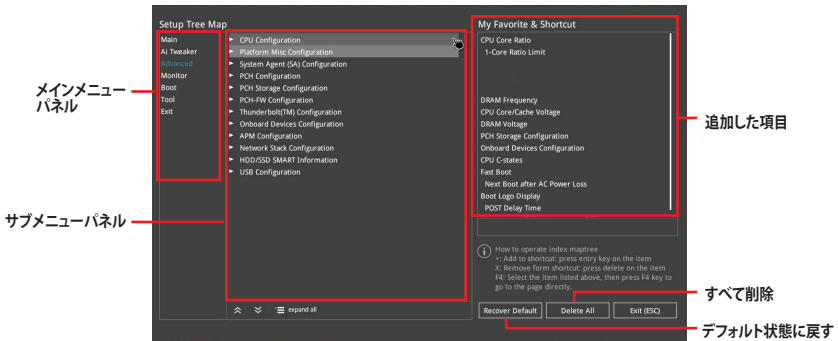 Setup Tree Map
My Favorite & Shortcut
Main
Ai Tweaker
Advanced
Monitor
Boot
Tool
Exit
CPU Configuration
Platform Misc Configuration
System Agent (SA) Configuration
PCH Configuration
PCH Storage Configuration
PCH-FW Configuration
Thunderbolt(TM) Configuration
Onboard Devices Configuration
APM Configuration
Network Stack Configuration
HDD/SSD SMART Information
USB Configuration
CPU Core Ratio
1-Core Ratio Limit
DRAM Frequency
CPU Core/Cache Voltage
DRAM Voltage
PCH Storage Configuration
Onboard Devices Configuration
CPU C-states
Fast Boot
Next Boot after AC Power Loss
Boot Logo Display
POST Delay Time
メインメニュー
パネル
サブメニューパネル
追加した項目
How to operate index maptree
+: Add to shortcut: press entry key on the item
X: Remove form shortcut: press delete on the item
F4: Select the item listed above, then press F4 key to
go to the page directly.
expand all
Recover Default
Delete All
Exit (ESC)
すべて削除
デフォルト状態に戻す